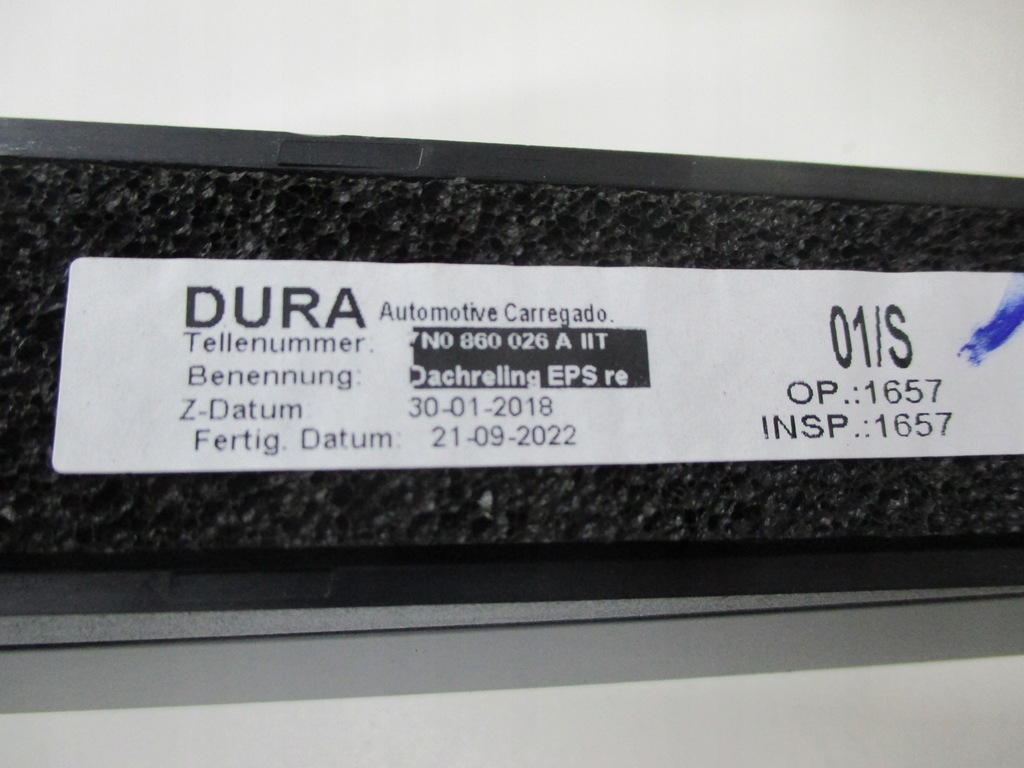 DURA Automotive Carregado.
Tellenummer: 7N0 860 026 A IIT
Benennung: Dachreling EPS re
Z-Datum 30-01-2018
Fertig. Datum: 21-09-2022
01/S
OP.:1657
INSP.:1657